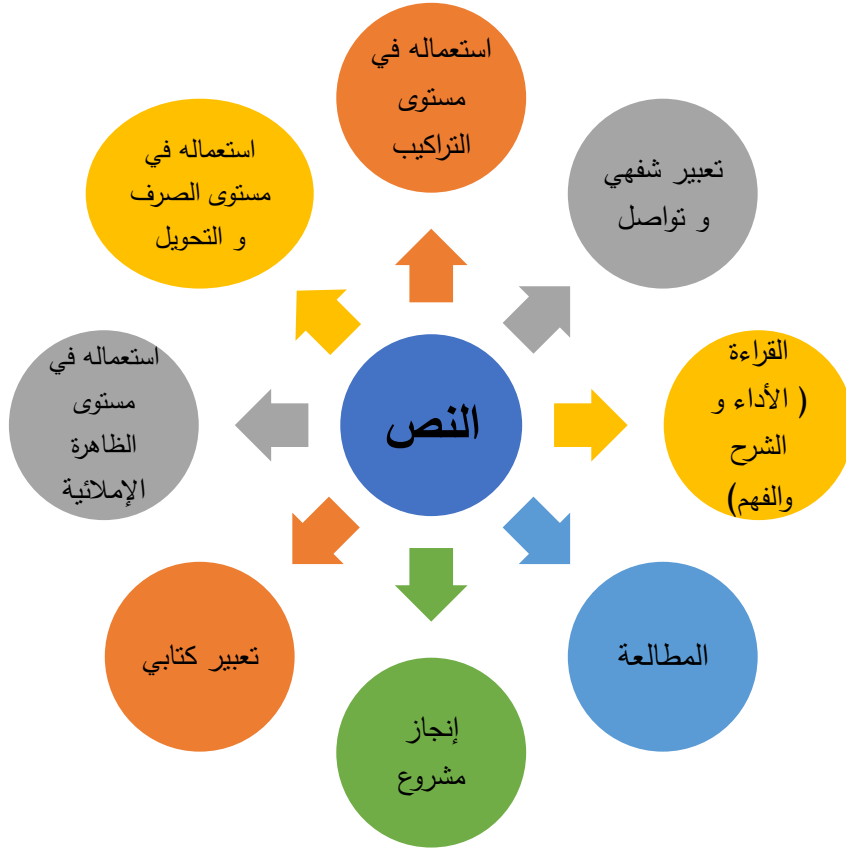 استعماله في
مستوى
التراكيب
تعبير شفهي
و تواصل
القراءة
( الأداء و
الشرح
والفهم)
المطالعة
إنجاز
مشروع
تعبير كتابي
استعماله في
مستوى
الظاهرة
الإملائية
استعماله في
مستوى الصرف
و التحويل
النص